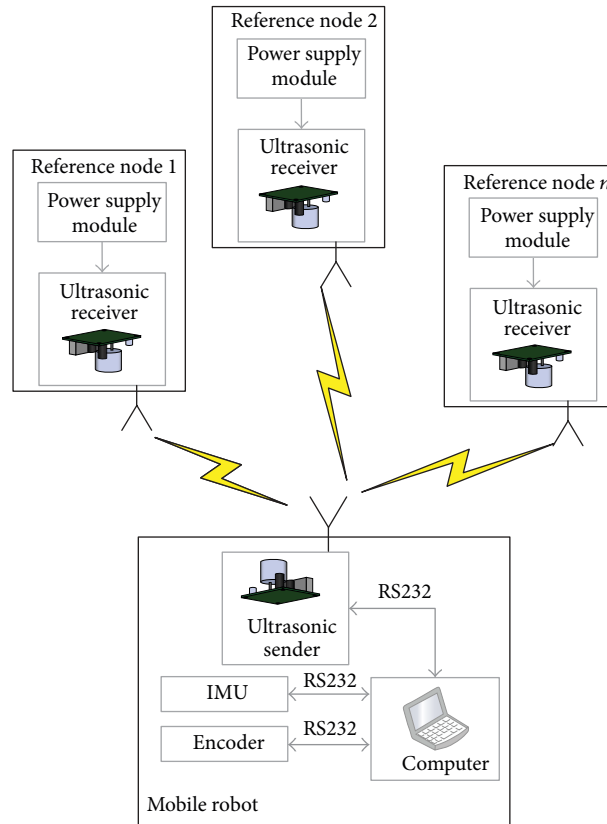 Reference node 2
Power supply
module
Ultrasonic
receiver
Reference node 1
Power supply
module
Ultrasonic
receiver
Reference node n
Power supply
module
Ultrasonic
receiver
Ultrasonic
sender
RS232
IMU
RS232
Encoder
RS232
Computer
Mobile robot